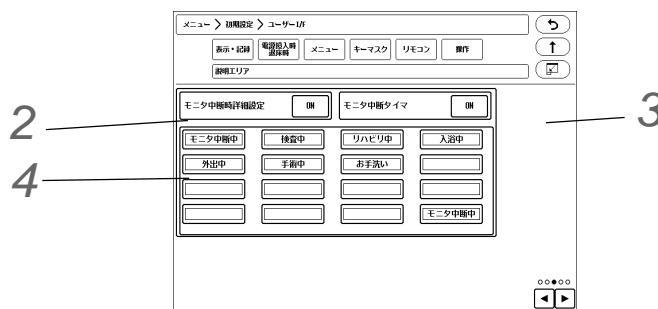 メニュー > 初期設定 > ユーザーI/F
表示・記録 電源投入時 退床時 メニュー キーマスク リモコン 操作
説明エリア
モニタ中断時詳細設定 ON モニタ中断タイマ ON
モニタ中断中 検査中 リハビリ中 入浴中
外出中 手術中 お手洗い
モニタ中断中
2
3
4